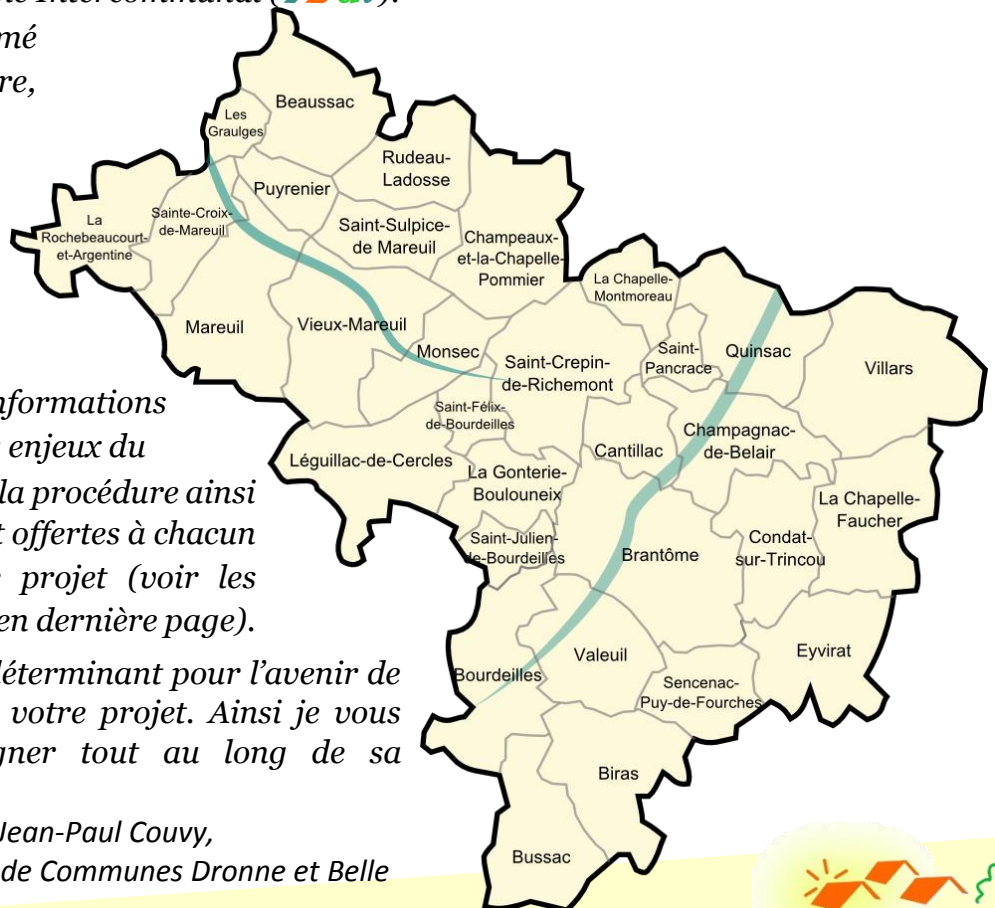 ne Intercommunal (PLUi).
mé
re,
nformations
enjeux du
la procédure ainsi
t offertes à chacun
projet (voir les
en dernière page).
déterminant pour l’avenir de
votre projet. Ainsi je vous
gner tout au long de sa
Jean-Paul Couvy,
de Communes Dronne et Belle
Beaussac
Les
Graulges
Rudeau-
Ladosse
Puyrenier
La
Rochebeaucourt-
et-Argentine
Sainte-Croix-
de-Mareuil
Saint-Sulpice-
de Mareuil
Champeaux-
et-la-Chapelle-
Pommier
La Chapelle-
Montmoreau
Mareuil
Vieux-Mareuil
Monsec
Saint-Crepin-
de-Richemont
Saint-
Pancrace
Quinsac
Villars
Saint-Félix-
de-Bourdeilles
Cantillac
Champagnac-
de-Belair
Léguillac-de-Cercles
La Gonterie-
Boulouneix
La Chapelle-
Faucher
Saint-Julien-
de-Bourdeilles
Brantôme
Condat-
sur-Trincou
Bourdeilles
Valeuil
Sencenac-
Puy-de-Fourches
Eyvirat
Biras
Bussac